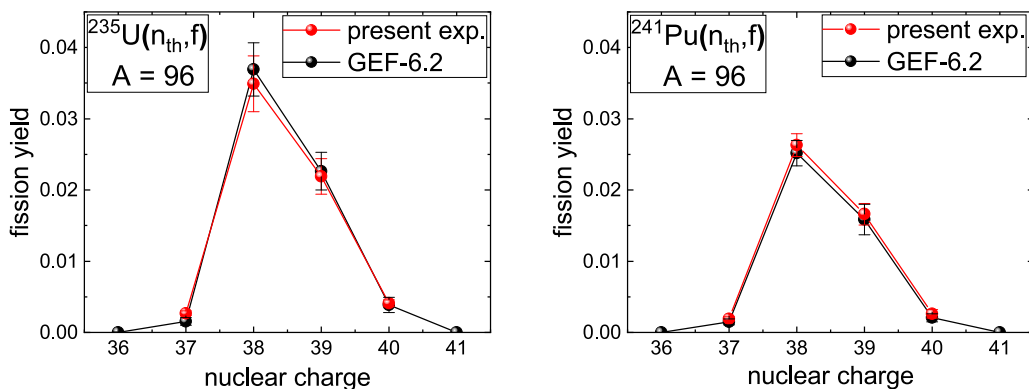 ²³⁵U(nth,f)
A = 96
present exp.
GEF-6.2
fission yield
0.04
0.03
0.02
0.01
0.00
36 37 38 39 40 41
nuclear charge
²⁴¹Pu(nth,f)
A = 96
present exp.
GEF-6.2
fission yield
0.04
0.03
0.02
0.01
0.00
36 37 38 39 40 41
nuclear charge